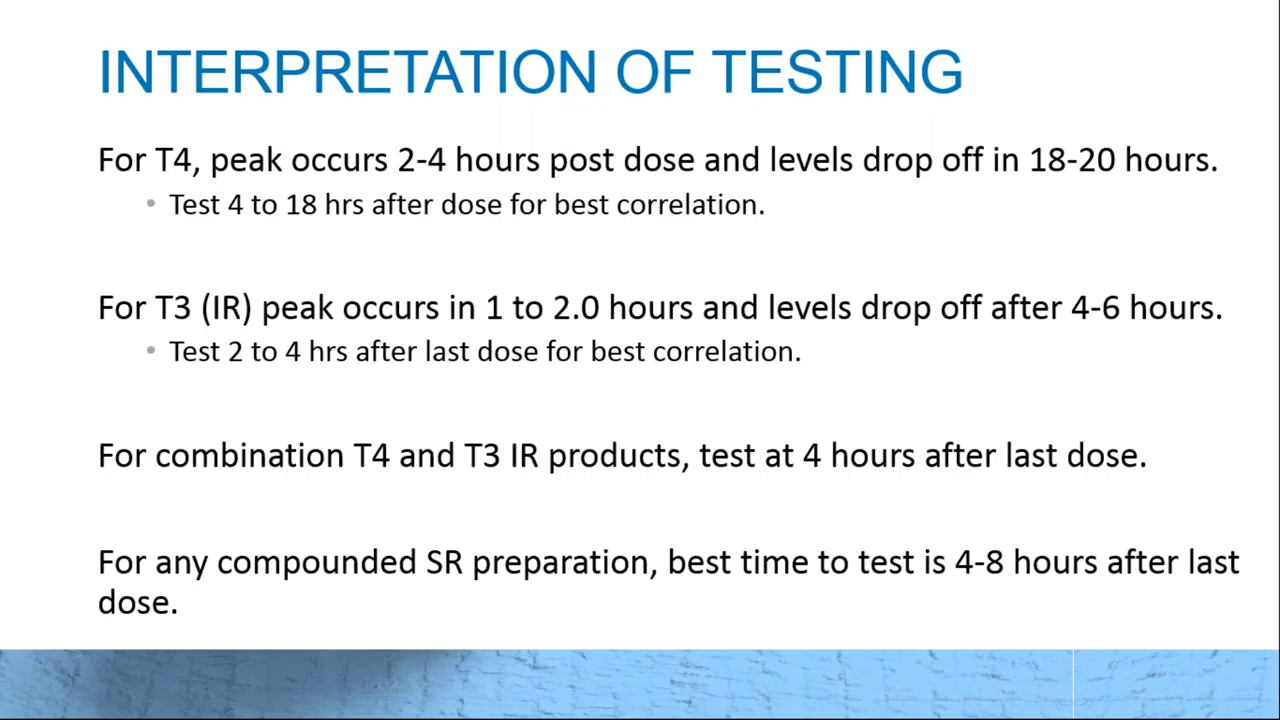 INTERPRETATION OF TESTING
For T4, peak occurs 2-4 hours post dose and levels drop off in 18-20 hours.
• Test 4 to 18 hrs after dose for best correlation.
For T3 (IR) peak occurs in 1 to 2.0 hours and levels drop off after 4-6 hours.
• Test 2 to 4 hrs after last dose for best correlation.
For combination T4 and T3 IR products, test at 4 hours after last dose.
For any compounded SR preparation, best time to test is 4-8 hours after last
dose.